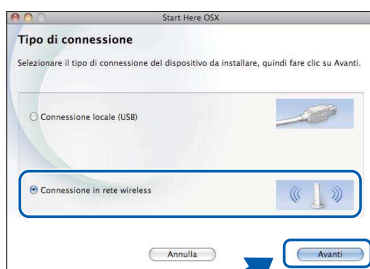 Start Here OSX
Tipo di connessione
Selezionare il tipo di connessione del dispositivo da installare, quindi fare clic su Avanti.
Connessione locale (USB)
Connessione in rete wireless
Annulla
Avanti